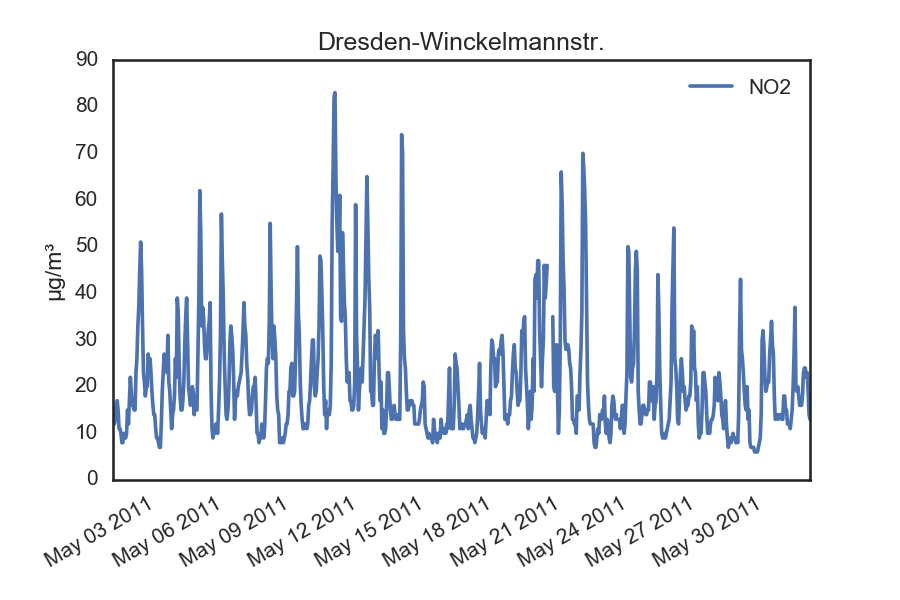 Dresden-Winckelmannstr.
90
80
70
60
50
40
30
20
10
0
µg/m³
NO2
May 03 2011
May 06 2011
May 09 2011
May 12 2011
May 15 2011
May 18 2011
May 21 2011
May 24 2011
May 27 2011
May 30 2011